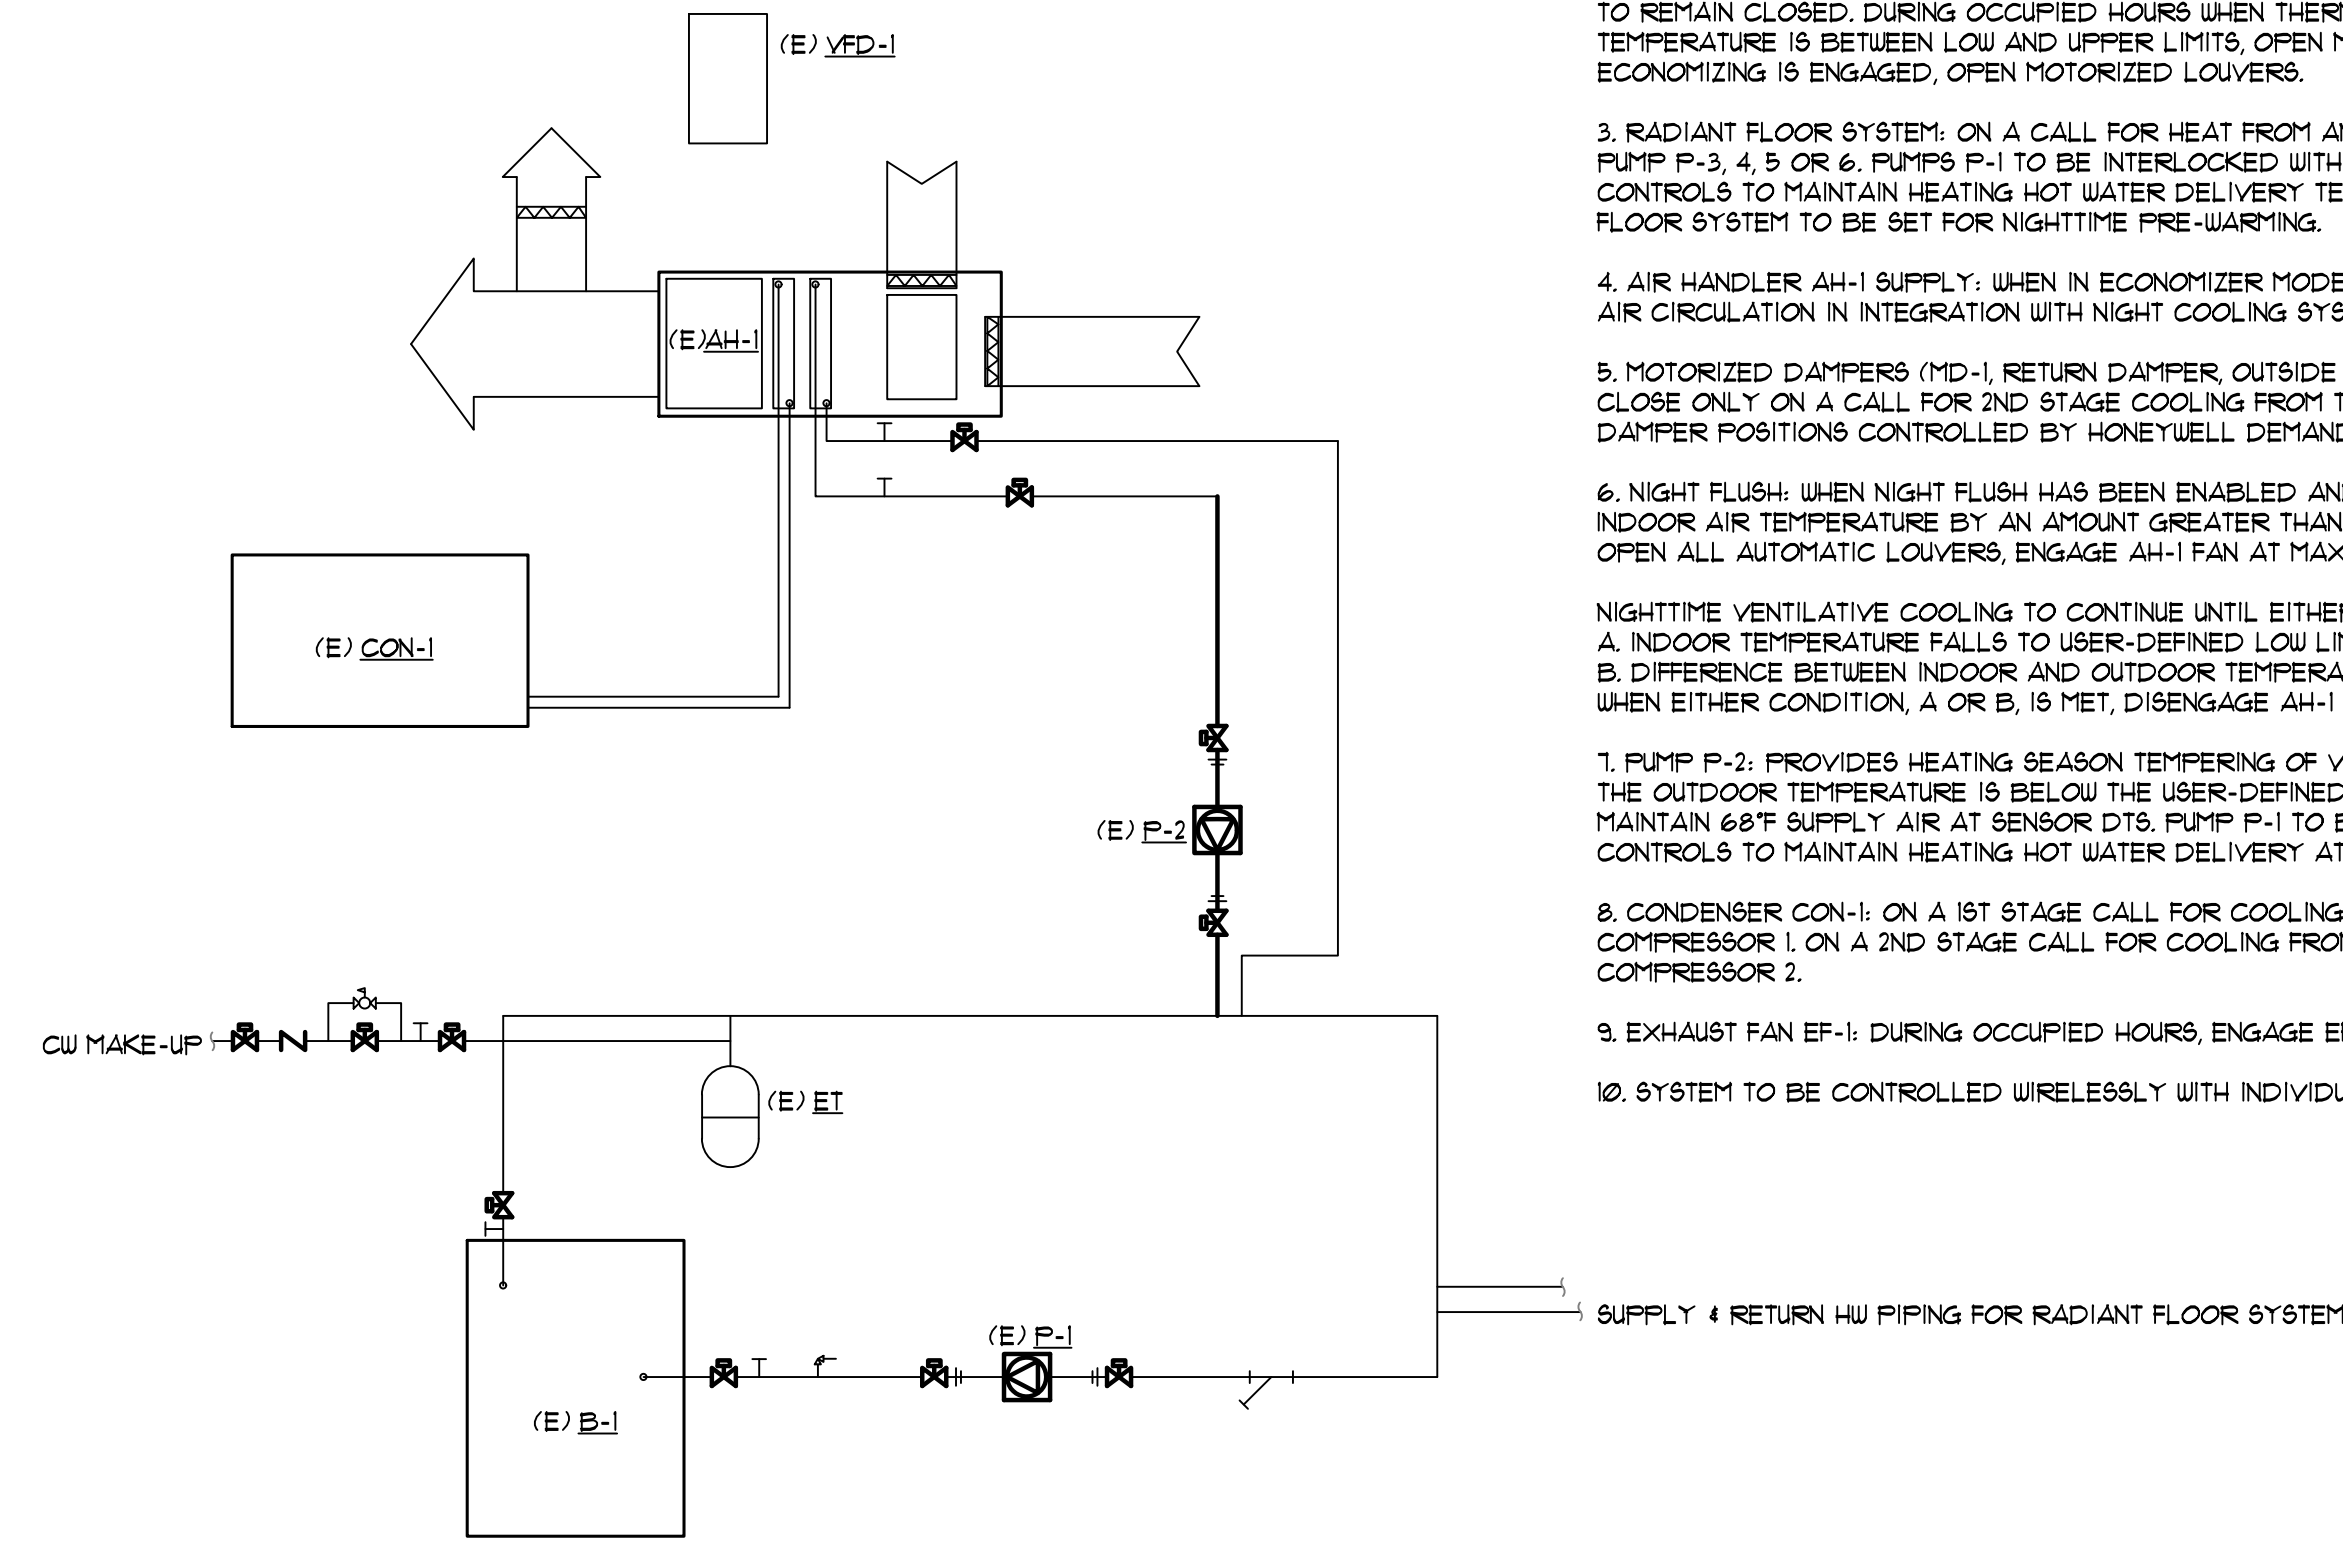 (E) VFD-1
(E) AH-1
(E) CON-1
(E) P-2
CW MAKE-UP
(E) ET
(E) P-1
(E) B-1
TO REMAIN CLOSED. DURING OCCUPIED HOURS WHEN
TEMPERATURE IS BETWEEN LOW AND UPPER LIMITS, OPEN
ECONOMIZING IS ENGAGED, OPEN MOTORIZED LOUVERS.
3. RADIANT FLOOR SYSTEM: ON A CALL FOR HEAT FROM
PUMP P-3, 4, 5 OR 6. PUMPS P-1 TO BE INTERLOCKED WITH
CONTROLS TO MAINTAIN HEATING HOT WATER DELIVERY
FLOOR SYSTEM TO BE SET FOR NIGHTTIME PRE-WARMING.
4. AIR HANDLER AH-1 SUPPLY: WHEN IN ECONOMIZER MODE
AIR CIRCULATION IN INTEGRATION WITH NIGHT COOLING
5. MOTORIZED DAMPERS (MD-1, RETURN DAMPER, OUTSIDE
CLOSE ONLY ON A CALL FOR 2ND STAGE COOLING FROM
DAMPER POSITIONS CONTROLLED BY HONEYWELL DEMAND
6. NIGHT FLUSH: WHEN NIGHT FLUSH HAS BEEN ENABLED
INDOOR AIR TEMPERATURE BY AN AMOUNT GREATER THAN
OPEN ALL AUTOMATIC LOUVERS, ENGAGE AH-1 FAN AT
NIGHTTIME VENTILATIVE COOLING TO CONTINUE UNTIL EITHER
A. INDOOR TEMPERATURE FALLS TO USER-DEFINED LOW
B. DIFFERENCE BETWEEN INDOOR AND OUTDOOR
WHEN EITHER CONDITION, A OR B, IS MET, DISENGAGE AH-1
7. PUMP P-2: PROVIDES HEATING SEASON TEMPERING OF
THE OUTDOOR TEMPERATURE IS BELOW THE USER-DEFINED
MAINTAIN 68°F SUPPLY AIR AT SENSOR DTS. PUMP P-1 TO
CONTROLS TO MAINTAIN HEATING HOT WATER DELIVERY AT
8. CONDENSER CON-1: ON A 1ST STAGE CALL FOR COOLING
COMPRESSOR 1. ON A 2ND STAGE CALL FOR COOLING FROM
COMPRESSOR 2.
9. EXHAUST FAN EF-1: DURING OCCUPIED HOURS, ENGAGE
10. SYSTEM TO BE CONTROLLED WIRELESSLY WITH
SUPPLY & RETURN HW PIPING FOR RADIANT FLOOR SYSTEM